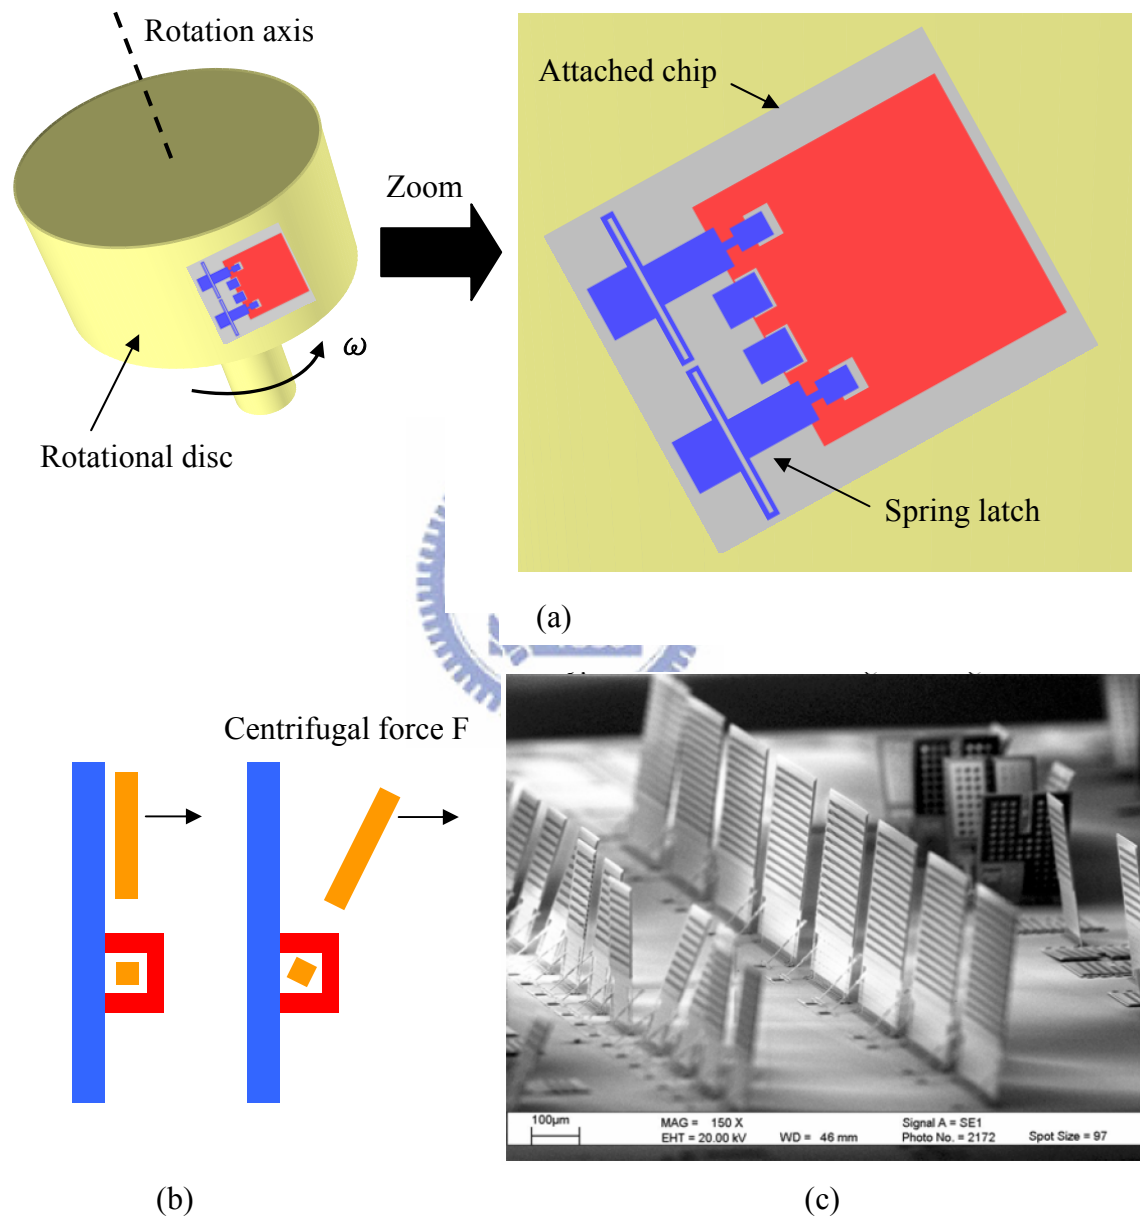 Rotation axis
Attached chip
Zoom
ω
Rotational disc
Spring latch
(a)
Centrifugal force F
100μm
MAG = 150 X
EHT = 20.00 kV
WD = 46 mm
Signal A = SE1
Photo No. = 2172
Spot Size = 97
(b)
(c)